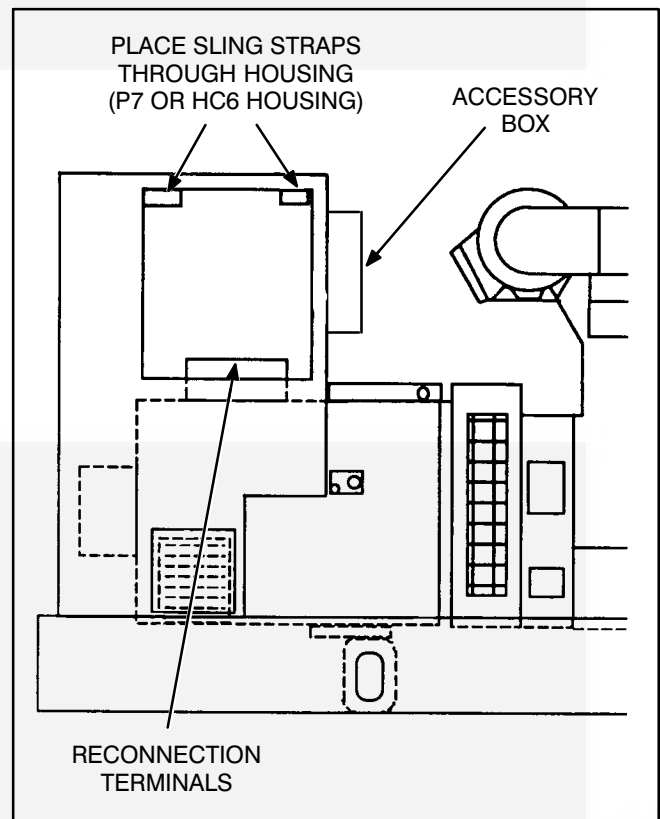 PLACE SLING STRAPS
THROUGH HOUSING
(P7 OR HC6 HOUSING)
ACCESSORY
BOX
RECONNECTION
TERMINALS